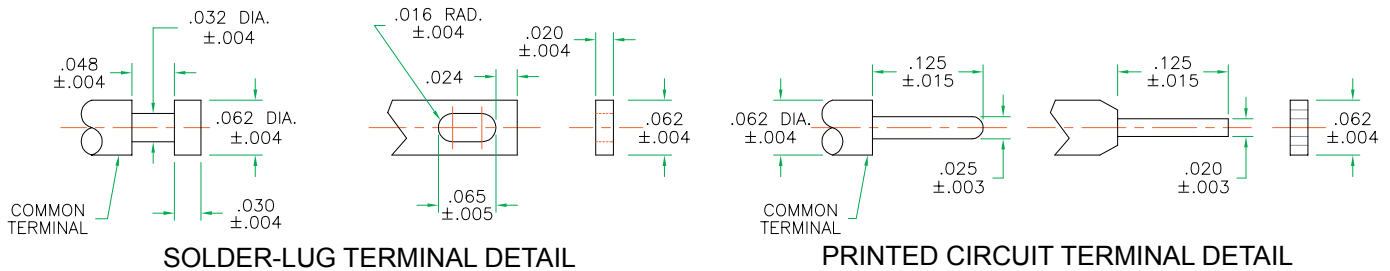 .032 DIA.
±.004
.048
±.004
.062 DIA.
±.004
.030
±.004
COMMON
TERMINAL
.016 RAD.
±.004
.024
.020
±.004
.062
±.004
.065
±.005
SOLDER-LUG TERMINAL DETAIL
.125
±.015
.062 DIA.
±.004
.025
±.003
COMMON
TERMINAL
.125
±.015
.020
±.003
.062
±.004
PRINTED CIRCUIT TERMINAL DETAIL